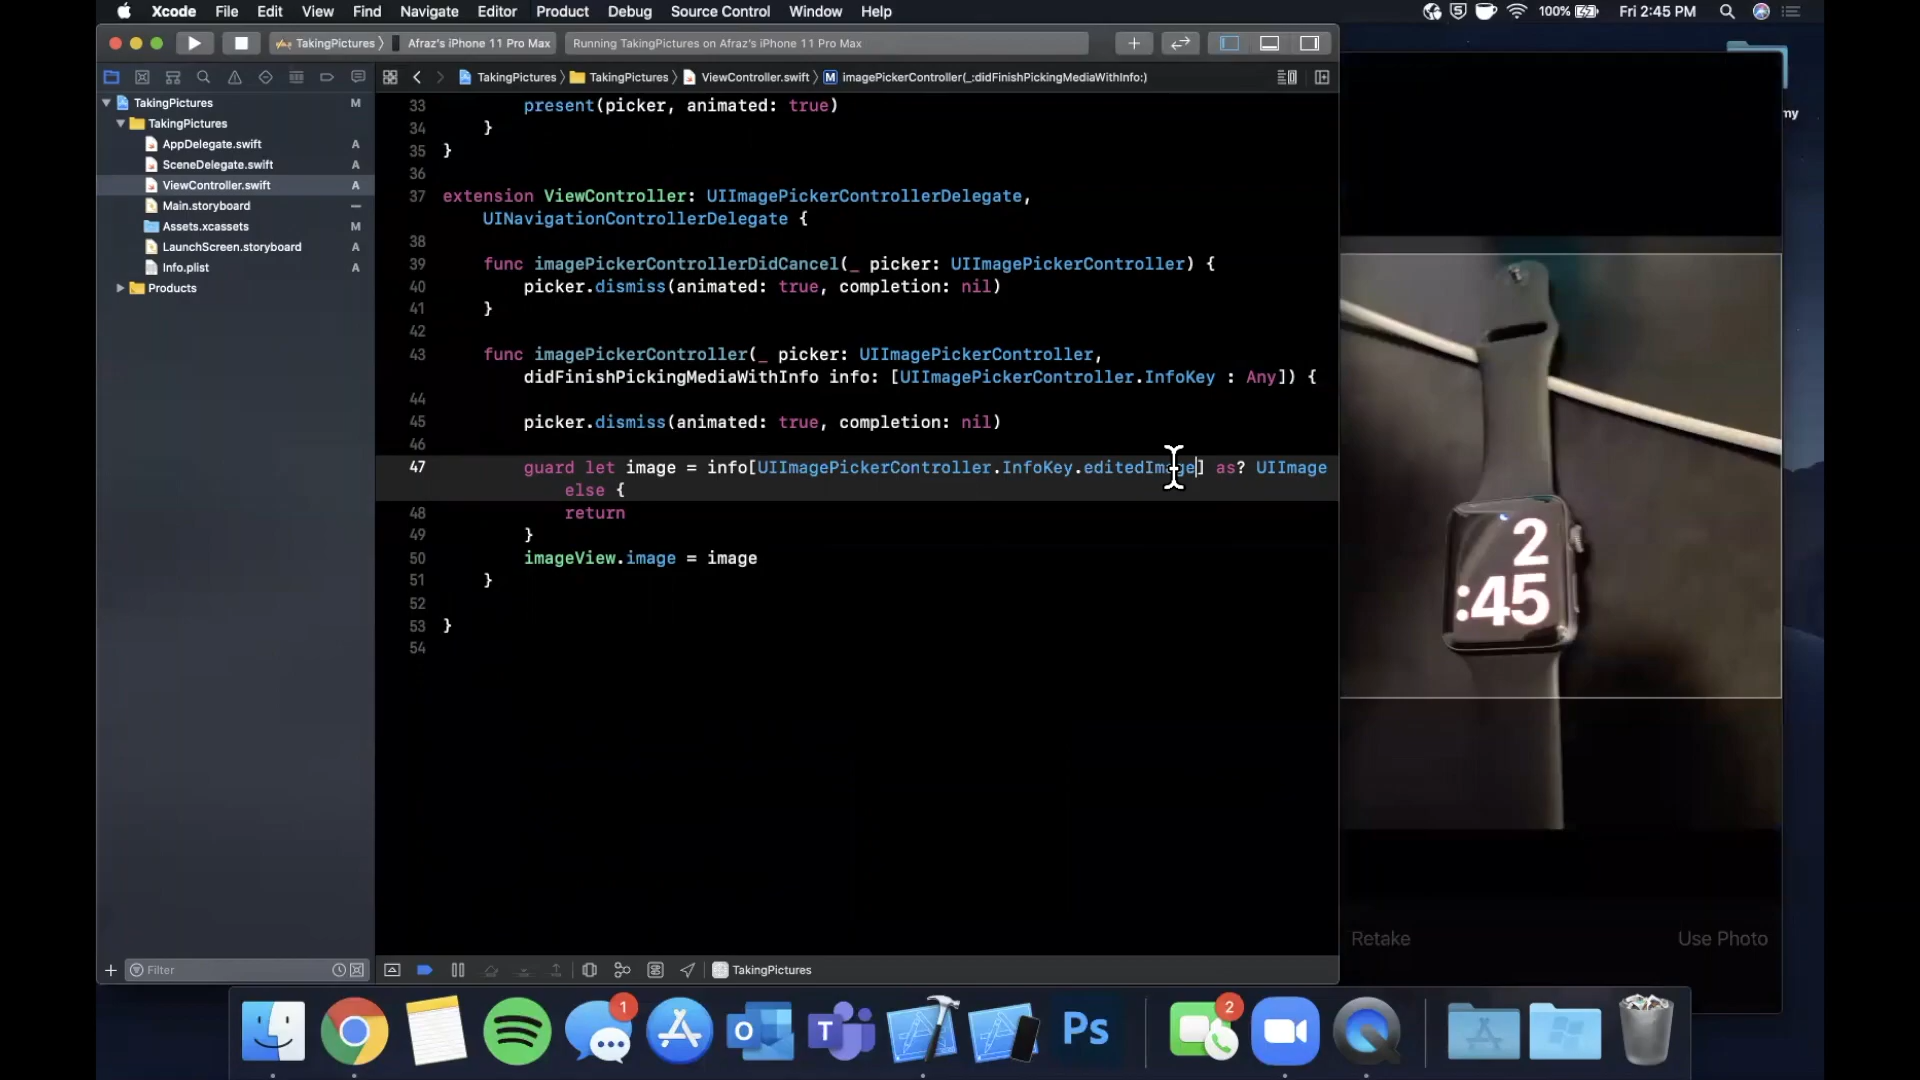 Xcode File Edit View Find Navigate Editor Product Debug Source Control Window Help 100% Fri 2:45 PM
TakingPictures Afraz's iPhone 11 Pro Max Running TakingPictures on Afraz's iPhone 11 Pro Max
TakingPictures TakingPictures ViewController.swift M imagePickerController(_:didFinishPickingMediaWithInfo:)
TakingPictures M
TakingPictures
AppDelegate.swift A
SceneDelegate.swift A
ViewController.swift A
Main.storyboard
Assets.xcassets M
LaunchScreen.storyboard A
Info.plist A
Products
33 present(picker, animated: true)
34 }
35 }
36
37 extension ViewController: UIImagePickerControllerDelegate,
UINavigationControllerDelegate {
38
39 func imagePickerControllerDidCancel(_ picker: UIImagePickerController) {
40 picker.dismiss(animated: true, completion: nil)
41 }
42
43 func imagePickerController(_ picker: UIImagePickerController,
didFinishPickingMediaWithInfo info: [UIImagePickerController.InfoKey : Any]) {
44
45 picker.dismiss(animated: true, completion: nil)
46
47 guard let image = info[UIImagePickerController.InfoKey.editedImage] as? UIImage
else {
48 return
49 }
50 imageView.image = image
51 }
52
53 }
54
my
2
:45
Retake Use Photo
Filter
TakingPictures
1
2
O
T
Ps